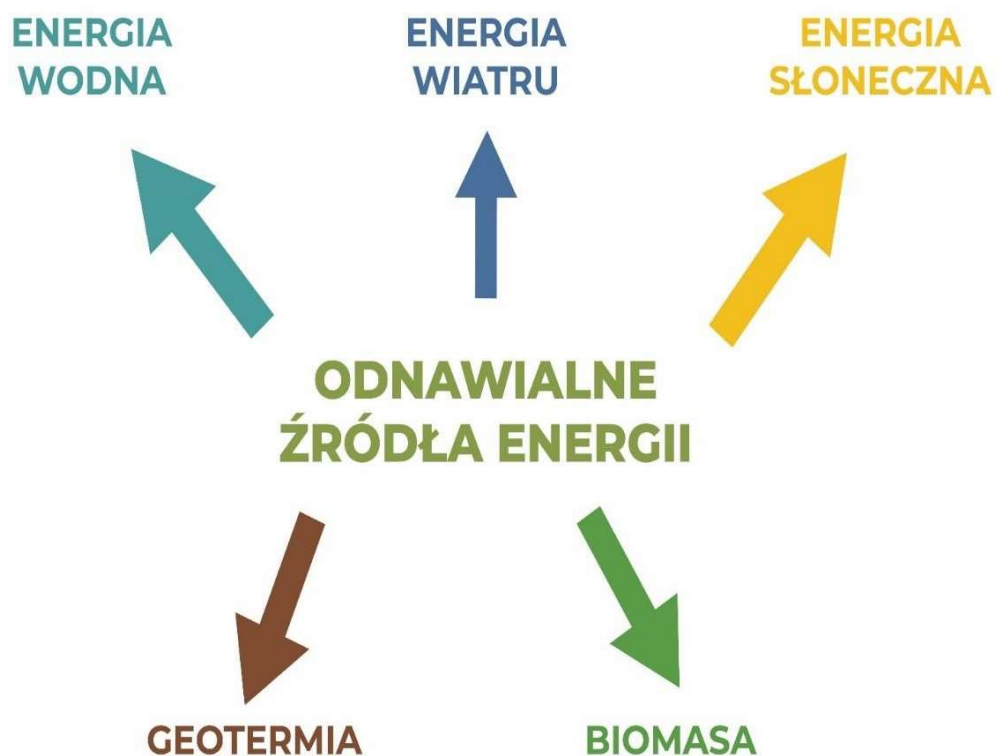 ENERGIA
WODNA
ENERGIA
WIATRU
ENERGIA
SŁONECZNA
ODNAWIALNE
ŹRÓDŁA ENERGII
GEOTERMIA
BIOMASA